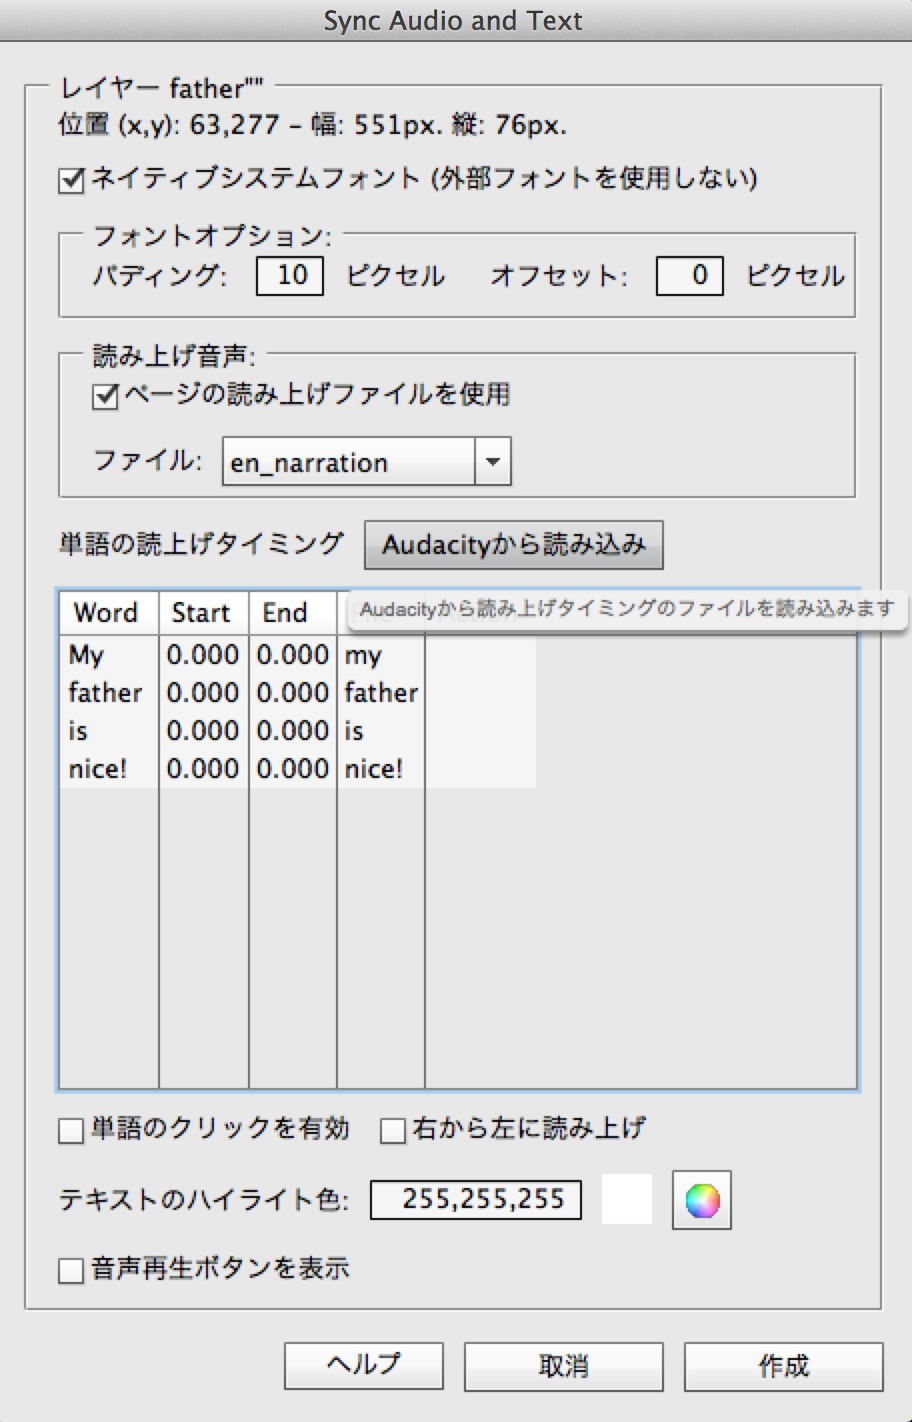 Sync Audio and Text
レイヤー father""
位置 (x,y): 63,277 – 幅: 551px. 縦: 76px.
ネイティブシステムフォント (外部フォントを使用しない)
フォントオプション:
パディング: 10 ピクセル オフセット: 0 ピクセル
読み上げ音声:
ページの読み上げファイルを使用
ファイル: en_narration
単語の読上げタイミング Audacityから読み込み
Word Start End
Audacityから読み上げタイミングのファイルを読み込みます
My 0.000 0.000 my
father 0.000 0.000 father
is 0.000 0.000 is
nice! 0.000 0.000 nice!
単語のクリックを有効 右から左に読み上げ
テキストのハイライト色: 255,255,255
音声再生ボタンを表示
ヘルプ 取消 作成